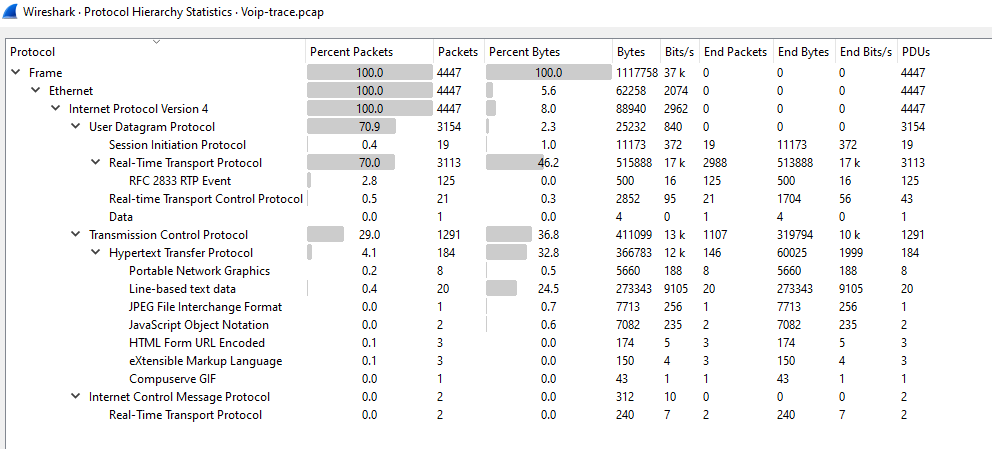 Wireshark · Protocol Hierarchy Statistics · Voip-trace.pcap
Protocol Percent Packets Packets Percent Bytes Bytes Bits/s End Packets End Bytes End Bits/s PDUs
Frame 100.0 4447 100.0 1117758 37 k 0 0 0 4447
Ethernet 100.0 4447 5.6 62258 2074 0 0 0 4447
Internet Protocol Version 4 100.0 4447 8.0 88940 2962 0 0 0 4447
User Datagram Protocol 70.9 3154 2.3 25232 840 0 0 0 3154
Session Initiation Protocol 0.4 19 1.0 11173 372 19 11173 372 19
Real-Time Transport Protocol 70.0 3113 46.2 515888 17 k 2988 513888 17 k 3113
RFC 2833 RTP Event 2.8 125 0.0 500 16 125 500 16 125
Real-time Transport Control Protocol 0.5 21 0.3 2852 95 21 1704 56 43
Data 0.0 1 0.0 4 0 1 4 0 1
Transmission Control Protocol 29.0 1291 36.8 411099 13 k 1107 319794 10 k 1291
Hypertext Transfer Protocol 4.1 184 32.8 366783 12 k 146 60025 1999 184
Portable Network Graphics 0.2 8 0.5 5660 188 8 5660 188 8
Line-based text data 0.4 20 24.5 273343 9105 20 273343 9105 20
JPEG File Interchange Format 0.0 1 0.7 7713 256 1 7713 256 1
JavaScript Object Notation 0.0 2 0.6 7082 235 2 7082 235 2
HTML Form URL Encoded 0.1 3 0.0 174 5 3 174 5 3
eXtensible Markup Language 0.1 3 0.0 150 4 3 150 4 3
Compuserve GIF 0.0 1 0.0 43 1 1 43 1 1
Internet Control Message Protocol 0.0 2 0.0 312 10 0 0 0 2
Real-Time Transport Protocol 0.0 2 0.0 240 7 2 240 7 2